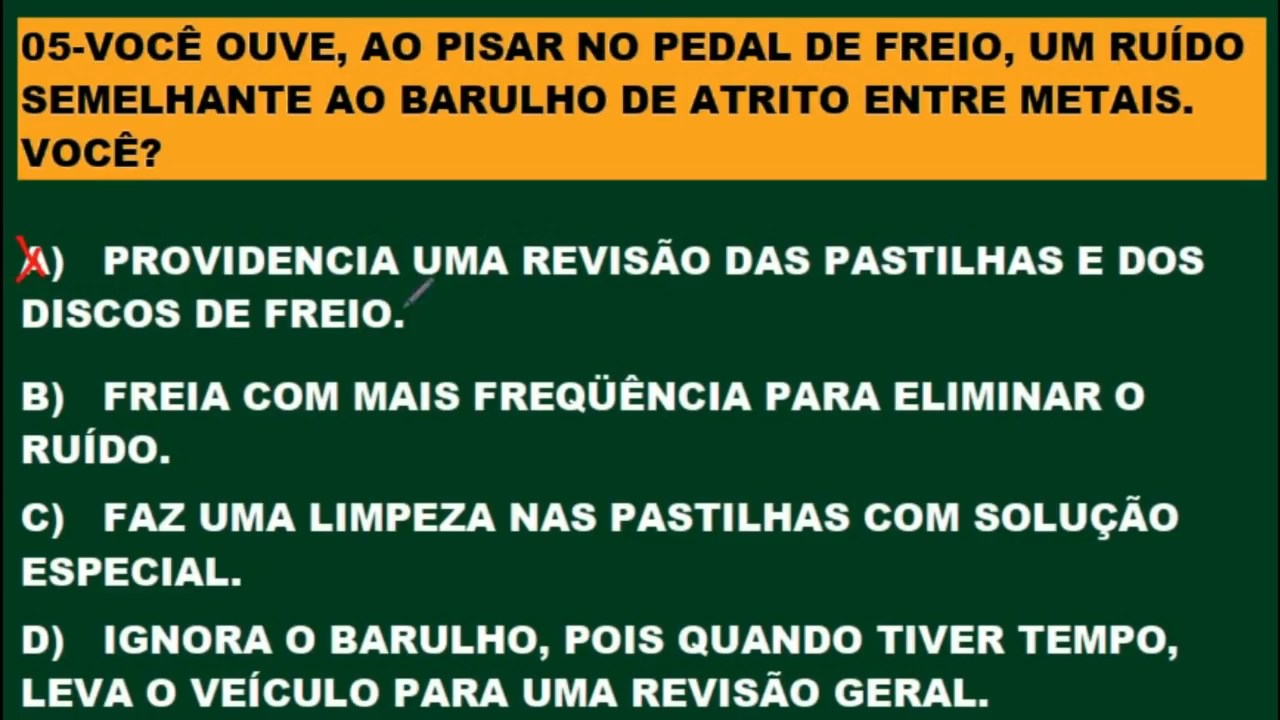 05-VOCÊ OUVE, AO PISAR NO PEDAL DE FREIO, UM RUÍDO
SEMELHANTE AO BARULHO DE ATRITO ENTRE METAIS.
VOCÊ?
A) PROVIDENCIA UMA REVISÃO DAS PASTILHAS E DOS
DISCOS DE FREIO.
B) FREIA COM MAIS FREQÜÊNCIA PARA ELIMINAR O
RUÍDO.
C) FAZ UMA LIMPEZA NAS PASTILHAS COM SOLUÇÃO
ESPECIAL.
D) IGNORA O BARULHO, POIS QUANDO TIVER TEMPO,
LEVA O VEÍCULO PARA UMA REVISÃO GERAL.